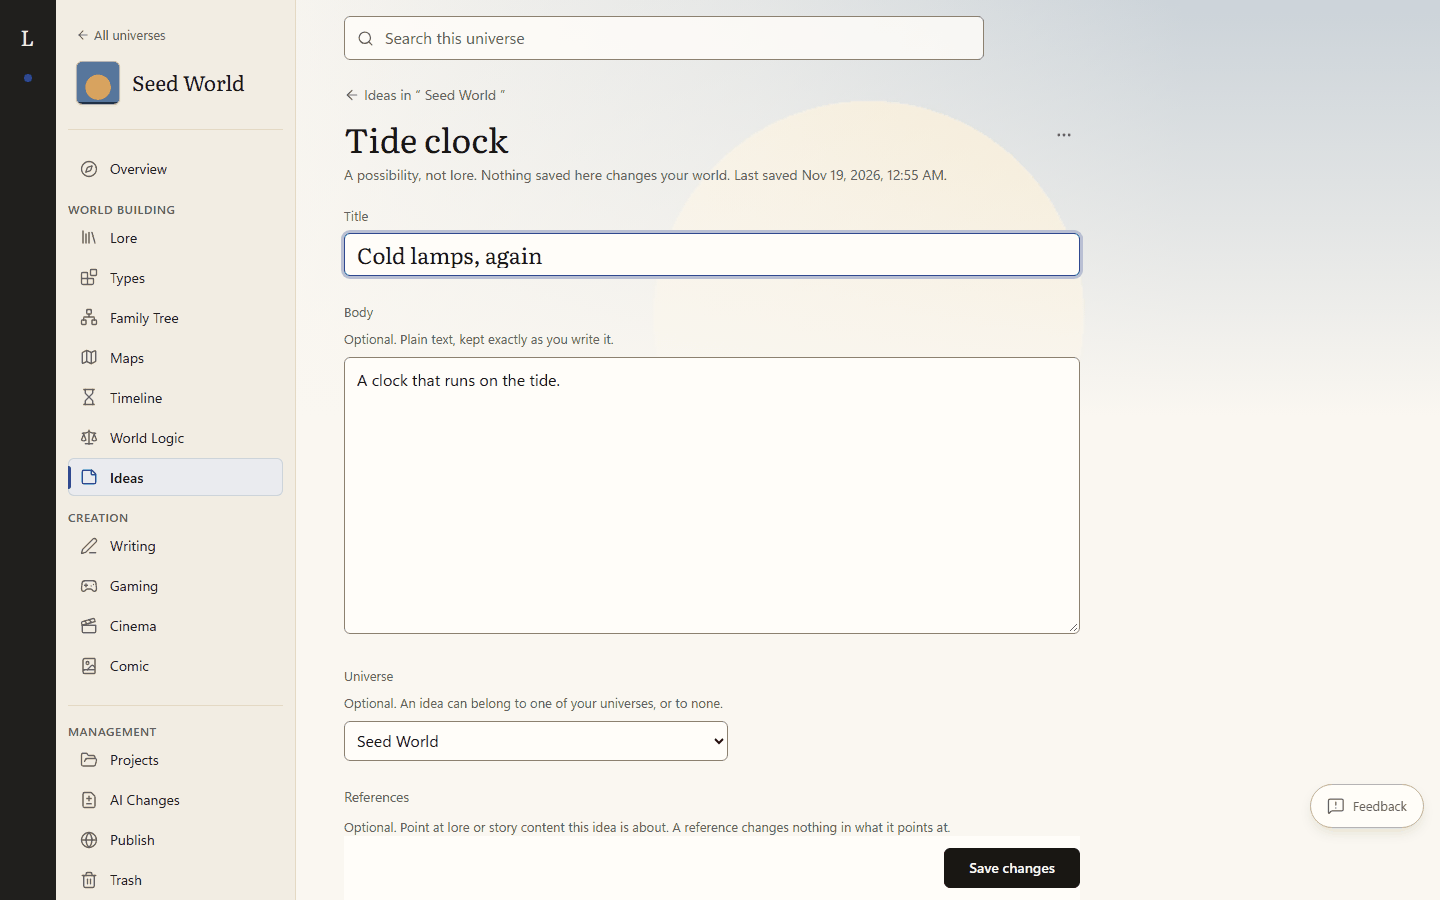 L
All universes
Seed World
Overview
WORLD BUILDING
Lore
Types
Family Tree
Maps
Timeline
World Logic
Ideas
CREATION
Writing
Gaming
Cinema
Comic
MANAGEMENT
Projects
AI Changes
Publish
Trash
Search this universe
Ideas in “ Seed World ”
Tide clock
A possibility, not lore. Nothing saved here changes your world. Last saved Nov 19, 2026, 12:55 AM.
Title
Cold lamps, again
Body
Optional. Plain text, kept exactly as you write it.
A clock that runs on the tide.
Universe
Optional. An idea can belong to one of your universes, or to none.
Seed World
References
Optional. Point at lore or story content this idea is about. A reference changes nothing in what it points at.
Save changes
Feedback